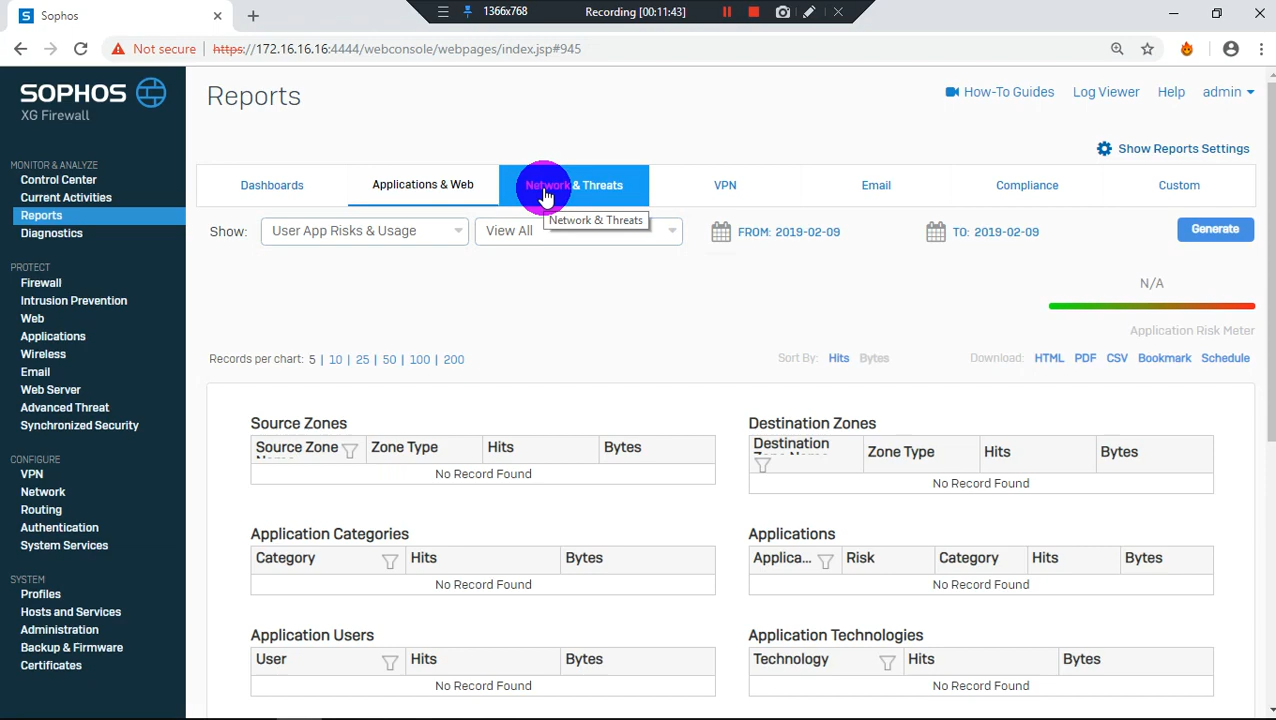 Sophos
1366x768
Recording [00:11:43]
Not secure
https://172.16.16.16:4444/webconsole/webpages/index.jsp#945
SOPHOS
XG Firewall
MONITOR & ANALYZE
Control Center
Current Activities
Reports
Diagnostics
PROTECT
Firewall
Intrusion Prevention
Web
Applications
Wireless
Email
Web Server
Advanced Threat
Synchronized Security
CONFIGURE
VPN
Network
Routing
Authentication
System Services
SYSTEM
Profiles
Hosts and Services
Administration
Backup & Firmware
Certificates
Reports
How-To Guides Log Viewer Help admin
Show Reports Settings
Dashboards Applications & Web Network & Threats VPN Email Compliance Custom
Network & Threats
Show: User App Risks & Usage View All FROM: 2019-02-09 TO: 2019-02-09 Generate
N/A
Application Risk Meter
Records per chart: 5 | 10 | 25 | 50 | 100 | 200 Sort By: Hits Bytes Download: HTML PDF CSV Bookmark Schedule
Source Zones
Source Zone Zone Type Hits Bytes
No Record Found
Destination Zones
Destination Zone Type Hits Bytes
No Record Found
Application Categories
Category Hits Bytes
No Record Found
Applications
Applica... Risk Category Hits Bytes
No Record Found
Application Users
User Hits Bytes
No Record Found
Application Technologies
Technology Hits Bytes
No Record Found